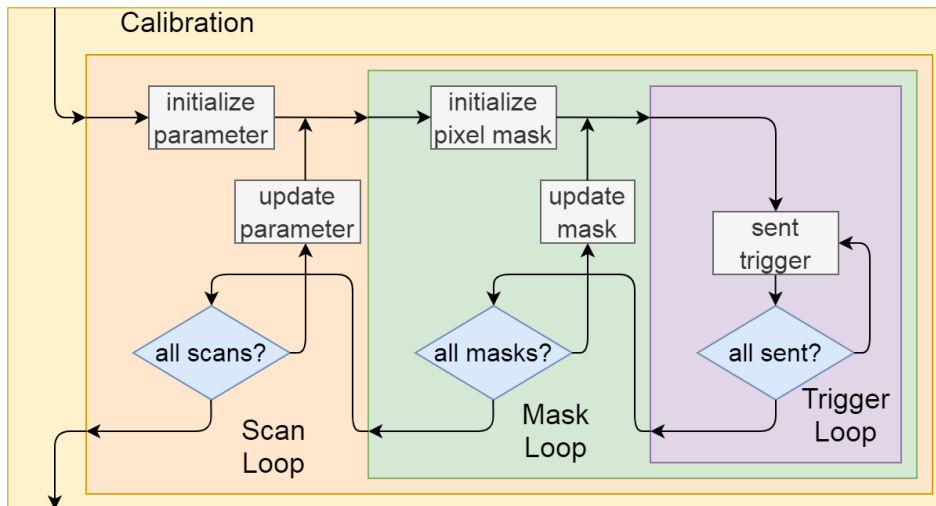 Calibration
initialize
parameter
initialize
pixel mask
update
parameter
update
mask
sent
trigger
all scans?
all masks?
all sent?
Scan
Loop
Mask
Loop
Trigger
Loop